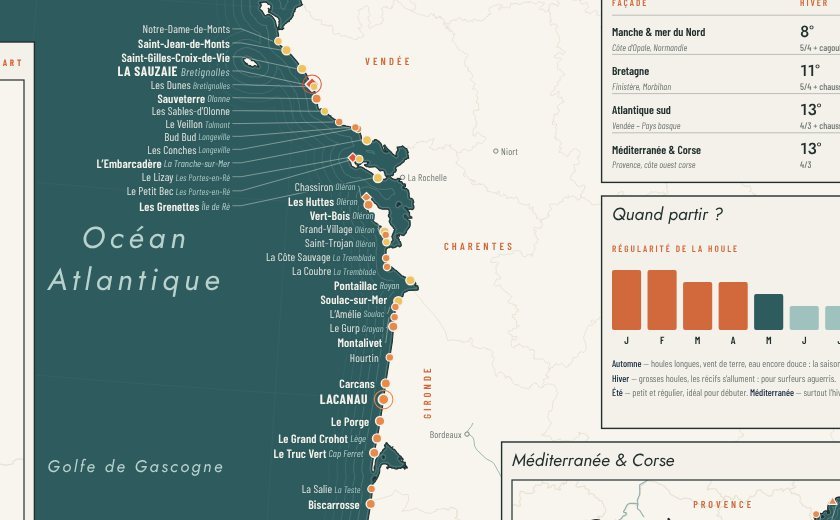 ART
Notre-Dame-de-Monts
Saint-Jean-de-Monts
Saint-Gilles-Croix-de-Vie
LA SAUZAIE Bretignolles
Les Dunes Bretignolles
Sauveterre Olonne
Les Sables-d'Olonne
Le Veillon Talmont
Bud Bud Longeville
Les Conches Longeville
L'Embarcadère La Tranche-sur-Mer
Le Lizay Les Portes-en-Ré
Le Petit Bec Les Portes-en-Ré
Les Grenettes Île de Ré
Chassiron Oléron
Les Huttes Oléron
Vert-Bois Oléron
Grand-Village Oléron
Saint-Trojan Oléron
La Côte Sauvage La Tremblade
La Coubre La Tremblade
Pontaillac Royan
Soulac-sur-Mer
L'Amélie Soulac
Le Gurp Grayan
Montalivet
Hourtin
Carcans
LACANAU
Le Porge
Le Grand Crohot Lège
Le Truc Vert Cap Ferret
La Salie La Teste
Biscarrosse
Océan
Atlantique
Golfe de Gascogne
VENDÉE
Niort
La Rochelle
CHARENTES
GIRONDE
Bordeaux
FAÇADE HIVER
Manche & mer du Nord 8°
Côte d'Opale, Normandie 5/4 + cagou
Bretagne 11°
Finistère, Morbihan 5/4 + chauss
Atlantique sud 13°
Vendée – Pays basque 4/3 + chauss
Méditerranée & Corse 13°
Provence, côte ouest corse 4/3
Quand partir ?
RÉGULARITÉ DE LA HOULE
J F M A M J J
Automne — houles longues, vent de terre, eau encore douce : la saison
Hiver — grosses houles, les récifs s'allument : pour surfeurs aguerris.
Été — petit et régulier, idéal pour débuter. Méditerranée — surtout l'hiv
Méditerranée & Corse
PROVENCE